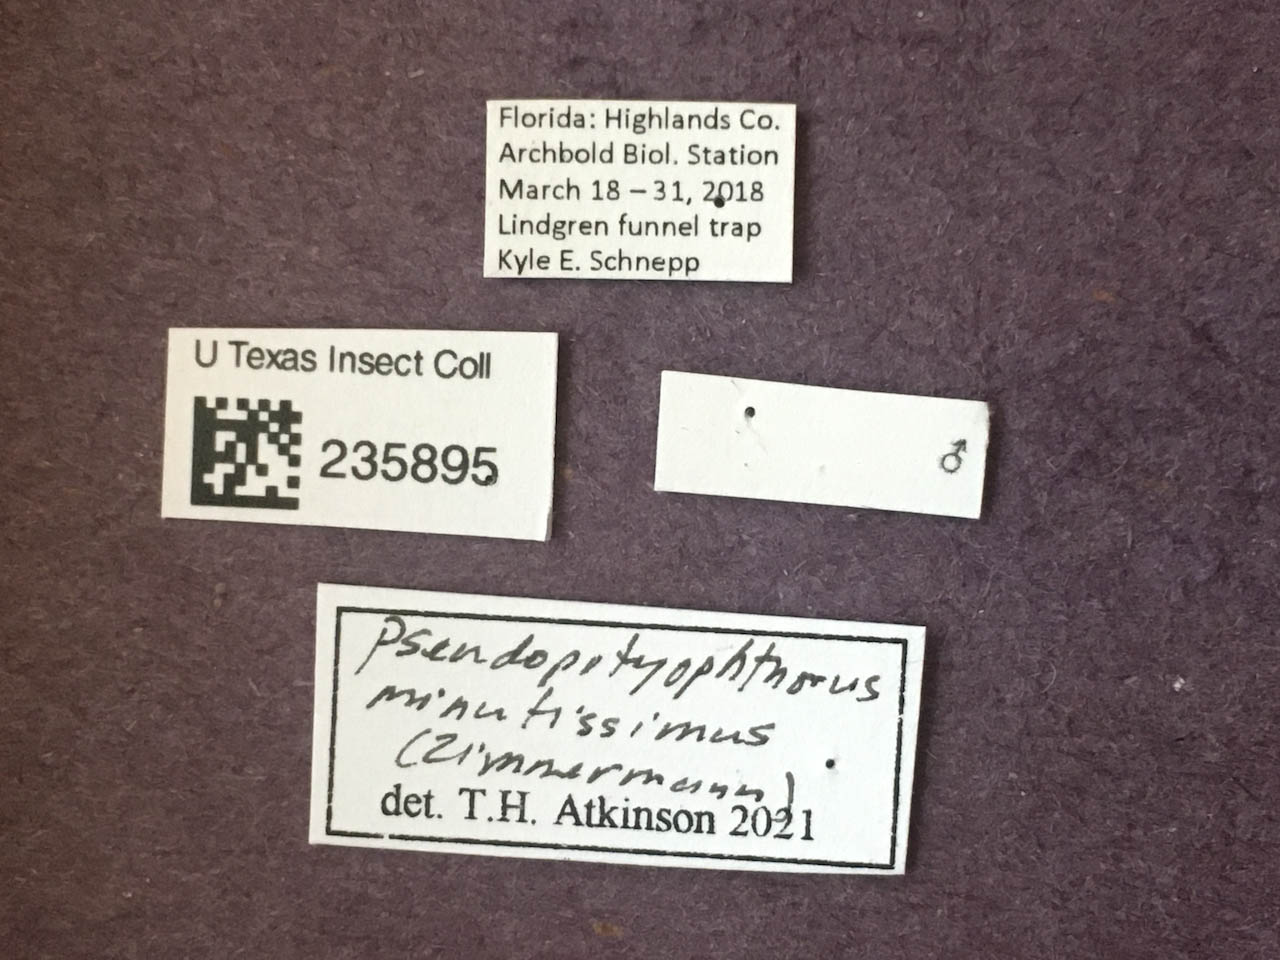 Florida: Highlands Co.
Archbold Biol. Station
March 18 – 31, 2018
Lindgren funnel trap
Kyle E. Schnepp
U Texas Insect Coll
235895
♂
Pseudopityophthorus
minutissimus
(Zimmermann)
det. T.H. Atkinson 2021